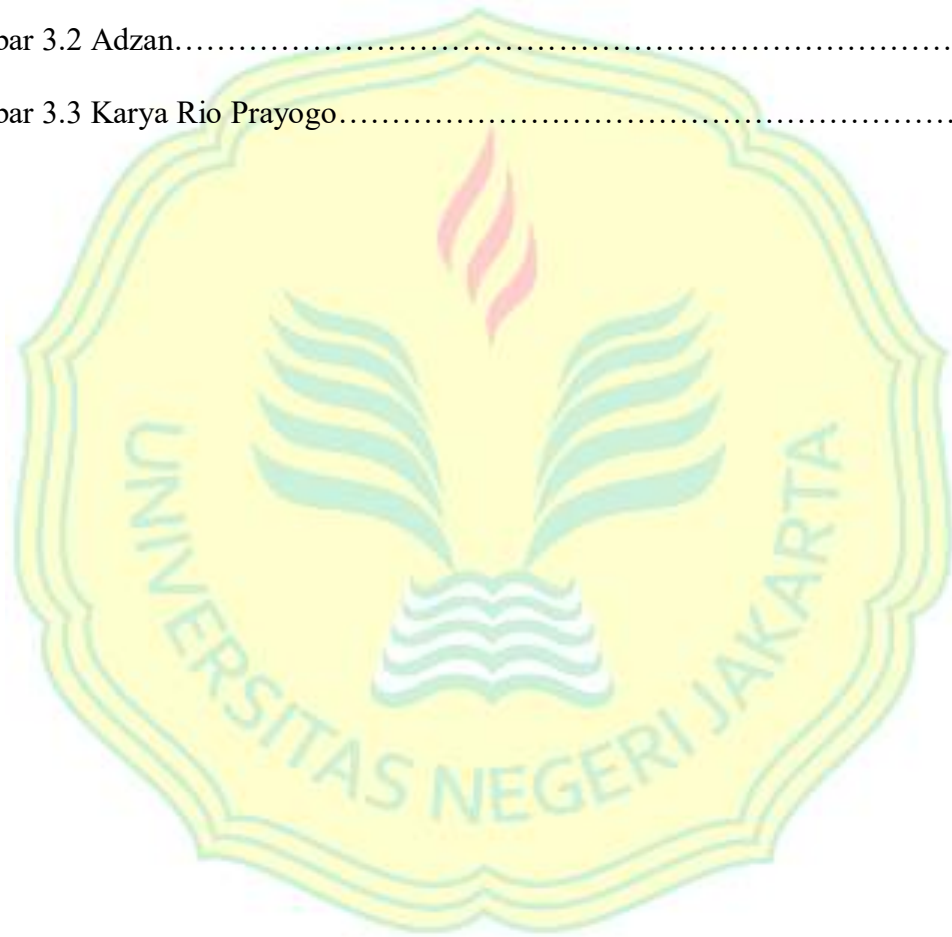 bar 3.2 Adzan……………………………………………………………………………
bar 3.3 Karya Rio Prayogo……………………………………………………………
UNIVERSITAS NEGERI JAKARTA